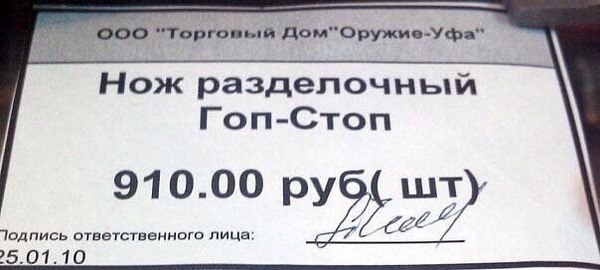 ООО "Торговый Дом"Оружие-Уфа"
Нож разделочный
Гоп-Стоп
910.00 руб( шт)
Подпись ответственного лица:
25.01.10